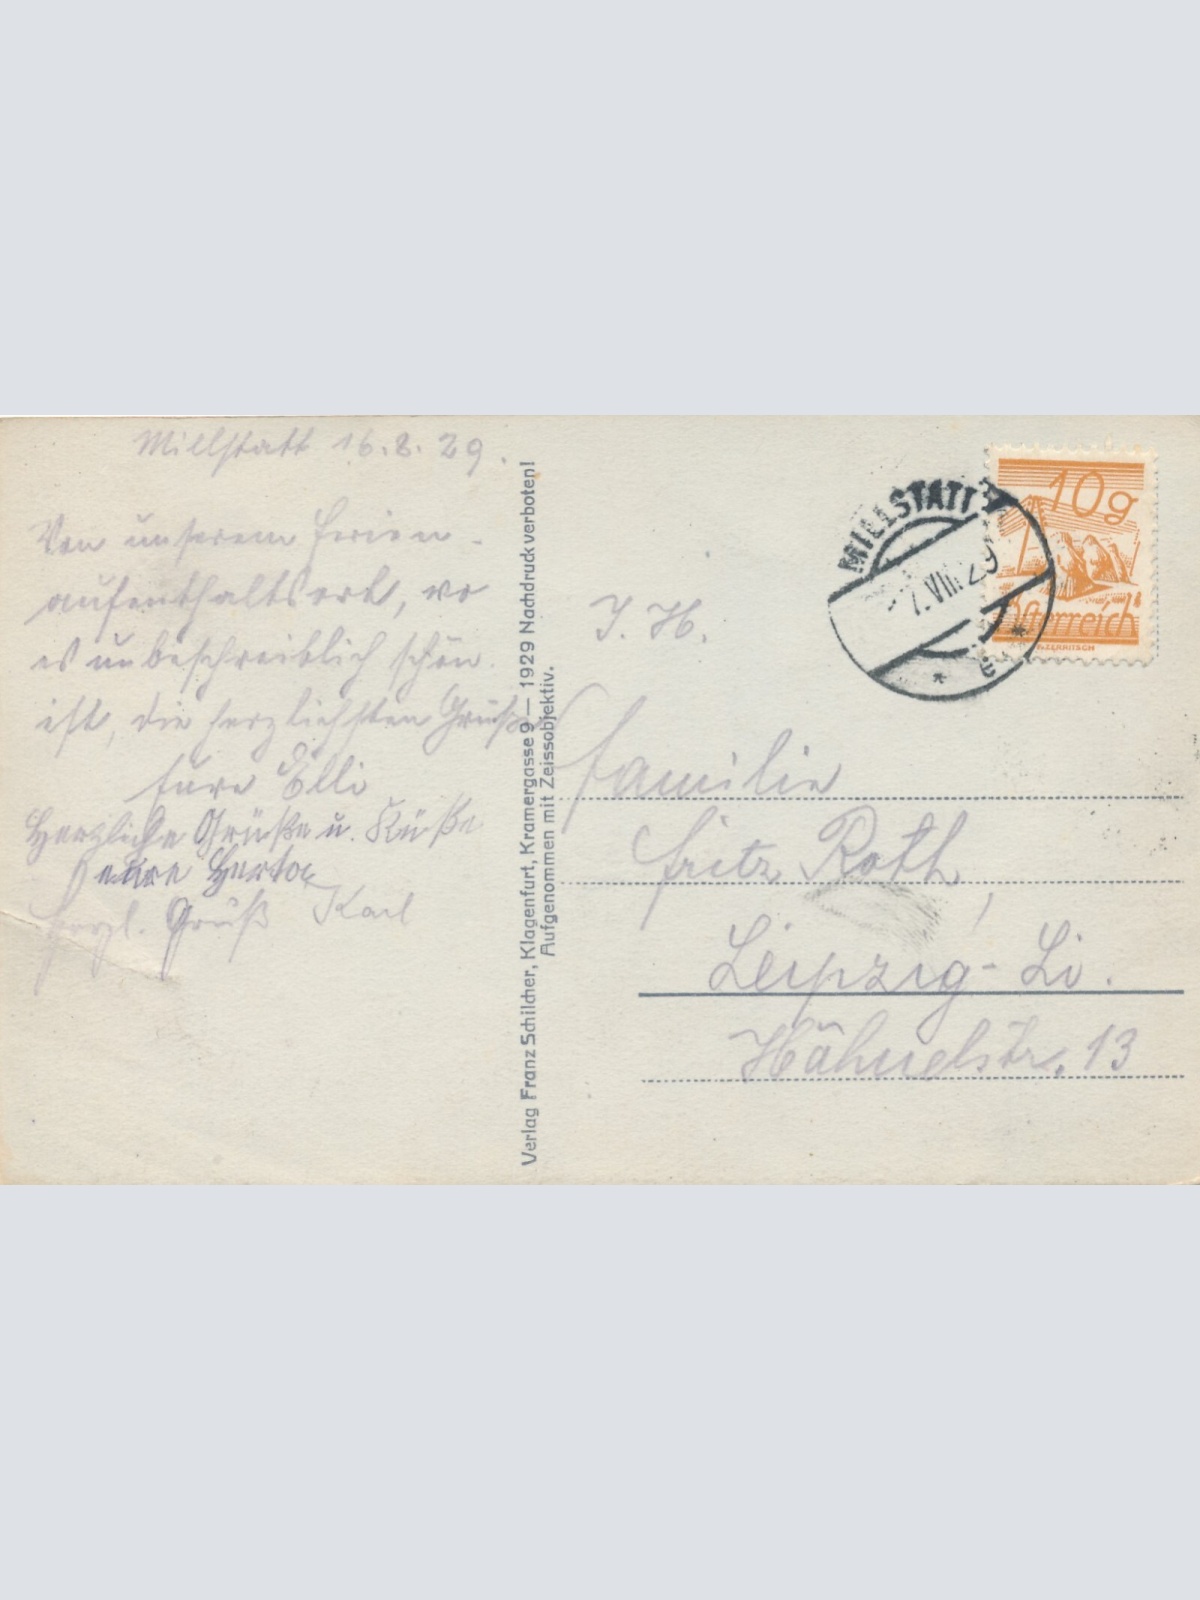 Millstatt 16.8.29.
Von unserem Ferien-
aufenthaltsort, wo
es unbeschreiblich schön
ist, die herzlichsten Grüße
Eure Elli
Herzliche Grüße u. Küße
eure Herta
Herzl. Gruß Karl
Verlag Franz Schilcher, Klagenfurt, Kramergasse 9 — 1929 Nachdruck verboten!
Aufgenommen mit Zeissobjektiv.
MILLSTATT
7.VIII.29
* e *
10g
Österreich
I. H.
Familie
Fritz Roth,
Leipzig-Li.
Hähnelstr. 13